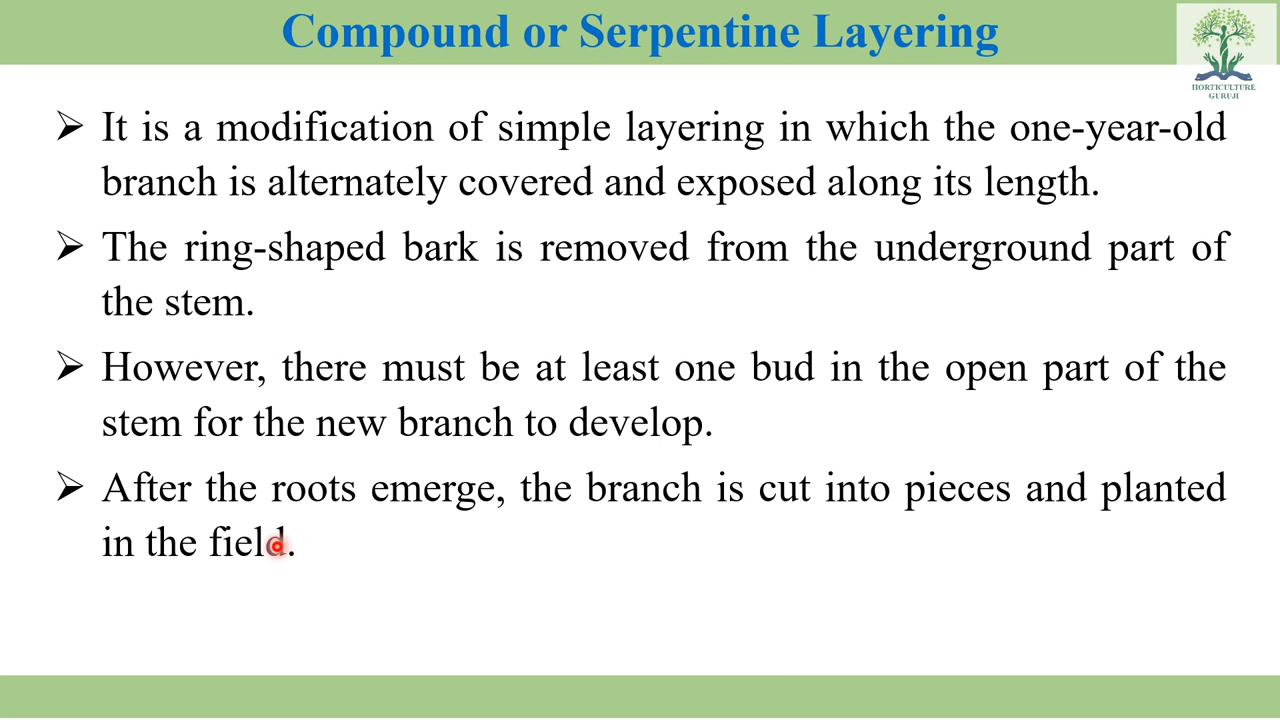 Compound or Serpentine Layering
HORTICULTURE
GURUJI
➢ It is a modification of simple layering in which the one-year-old
branch is alternately covered and exposed along its length.
➢ The ring-shaped bark is removed from the underground part of
the stem.
➢ However, there must be at least one bud in the open part of the
stem for the new branch to develop.
➢ After the roots emerge, the branch is cut into pieces and planted
in the field.